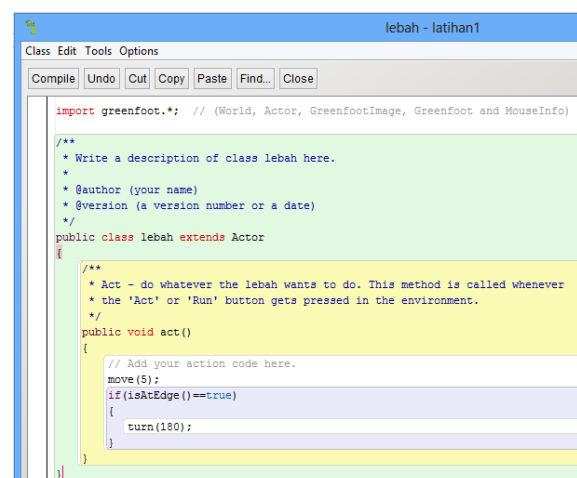 lebah - latihan1
Class Edit Tools Options
Compile Undo Cut Copy Paste Find... Close
import greenfoot.*;  // (World, Actor, GreenfootImage, Greenfoot and MouseInfo)
/**
 * Write a description of class lebah here.
 *
 * @author (your name)
 * @version (a version number or a date)
 */
public class lebah extends Actor
{
    /**
     * Act - do whatever the lebah wants to do. This method is called whenever
     * the 'Act' or 'Run' button gets pressed in the environment.
     */
    public void act()
    {
        // Add your action code here.
        move(5);
        if(isAtEdge()==true)
        {
            turn(180);
        }
    }
}